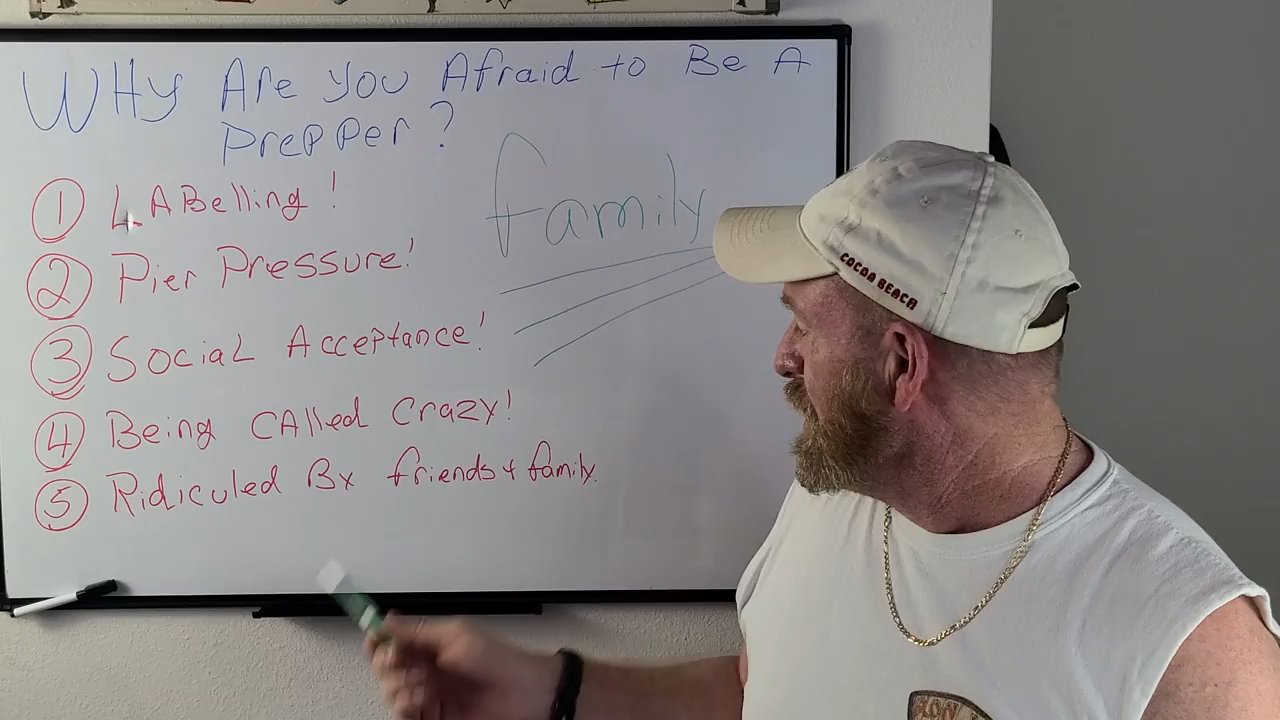 WHy Are you Afraid to Be A
PrePPer?
① LABelling!
family
② Pier Pressure!
③ SociaL Acceptance!
④ Being CAlled Crazy!
⑤ Ridiculed By friends + family.
COCOA BEACH